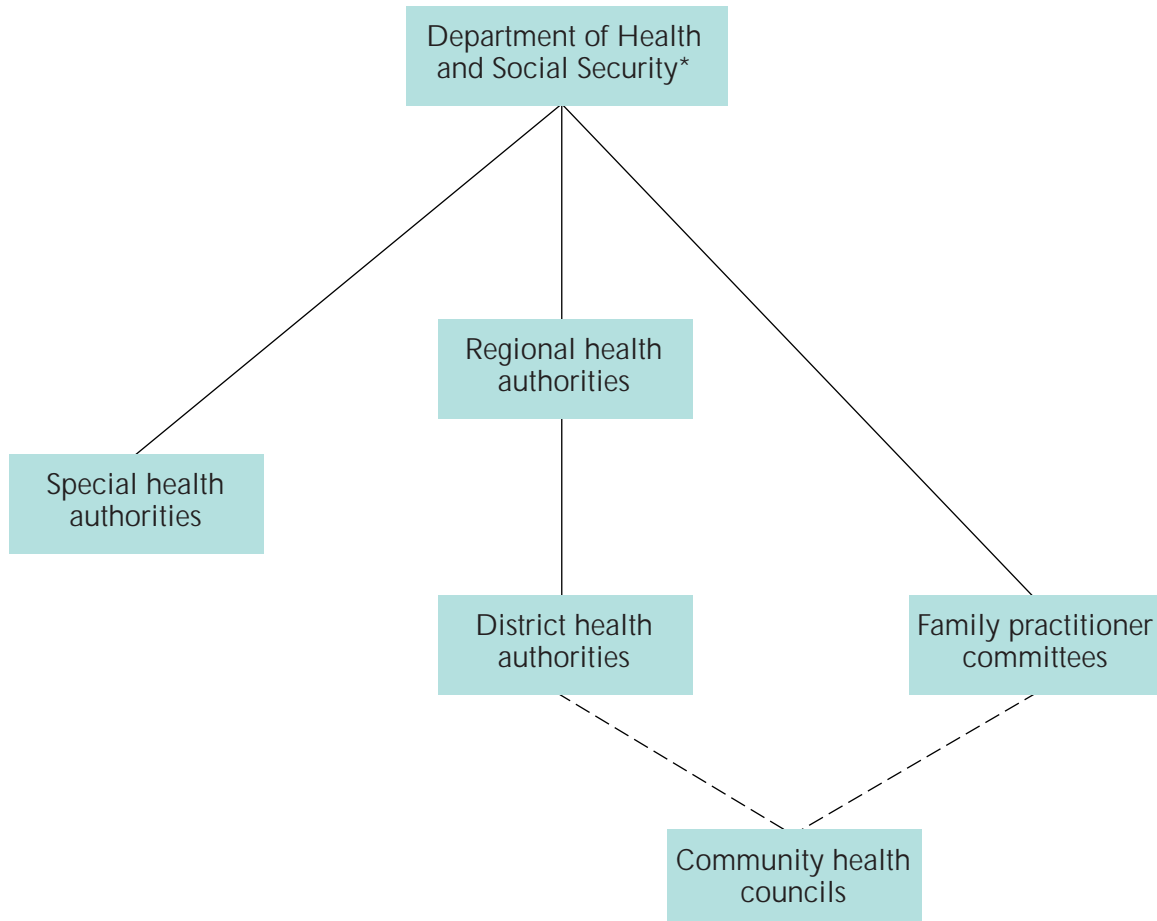 Department of Health
and Social Security*
Regional health
authorities
Special health
authorities
District health
authorities
Family practitioner
committees
Community health
councils